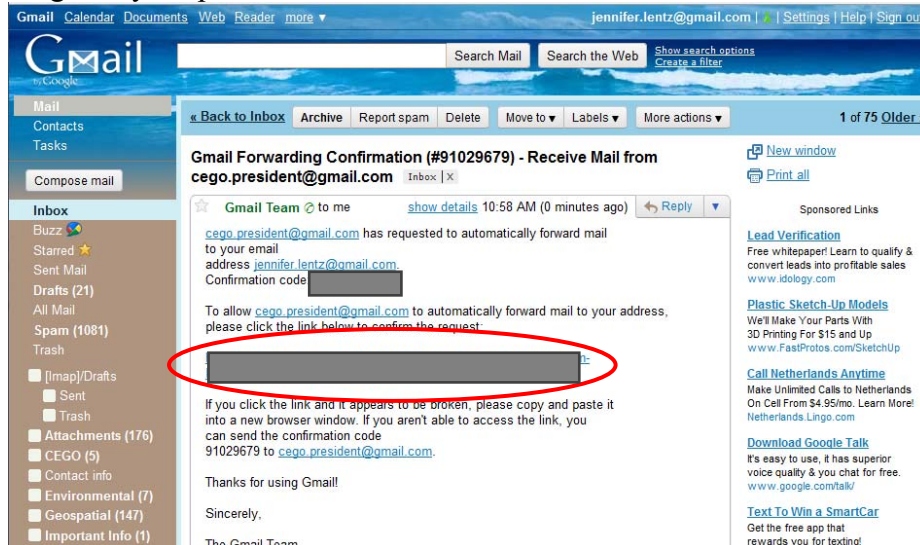 Gmail Calendar Documents Web Reader more ▼
jennifer.lentz@gmail.com | | Settings | Help | Sign ou
Gmail
by Google
Search Mail Search the Web Show search options
Create a filter
Mail
Contacts
Tasks
Compose mail
Inbox
Buzz
Starred
Sent Mail
Drafts (21)
All Mail
Spam (1081)
Trash
[Imap]/Drafts
Sent
Trash
Attachments (176)
CEGO (5)
Contact info
Environmental (7)
Geospatial (147)
Important Info (1)
« Back to Inbox Archive Report spam Delete Move to ▼ Labels ▼ More actions ▼ 1 of 75 Older
Gmail Forwarding Confirmation (#91029679) - Receive Mail from
cego.president@gmail.com Inbox | X
Gmail Team to me show details 10:58 AM (0 minutes ago) Reply ▼
cego.president@gmail.com has requested to automatically forward mail
to your email
address jennifer.lentz@gmail.com.
Confirmation code
To allow cego.president@gmail.com to automatically forward mail to your address,
please click the link below to confirm the request:
If you click the link and it appears to be broken, please copy and paste it
into a new browser window. If you aren't able to access the link, you
can send the confirmation code
91029679 to cego.president@gmail.com.
Thanks for using Gmail!
Sincerely,
The Gmail Team
New window
Print all
Sponsored Links
Lead Verification
Free whitepaper! Learn to qualify &
convert leads into profitable sales
www.idology.com
Plastic Sketch-Up Models
We'll Make Your Parts With
3D Printing For $15 and Up
www.FastProtos.com/SketchUp
Call Netherlands Anytime
Make Unlimited Calls to Netherlands
On Cell From $4.95/mo. Learn More!
Netherlands.Lingo.com
Download Google Talk
It's easy to use, it has superior
voice quality & you chat for free.
www.google.com/talk/
Text To Win a SmartCar
Get the free app that
rewards you for texting!